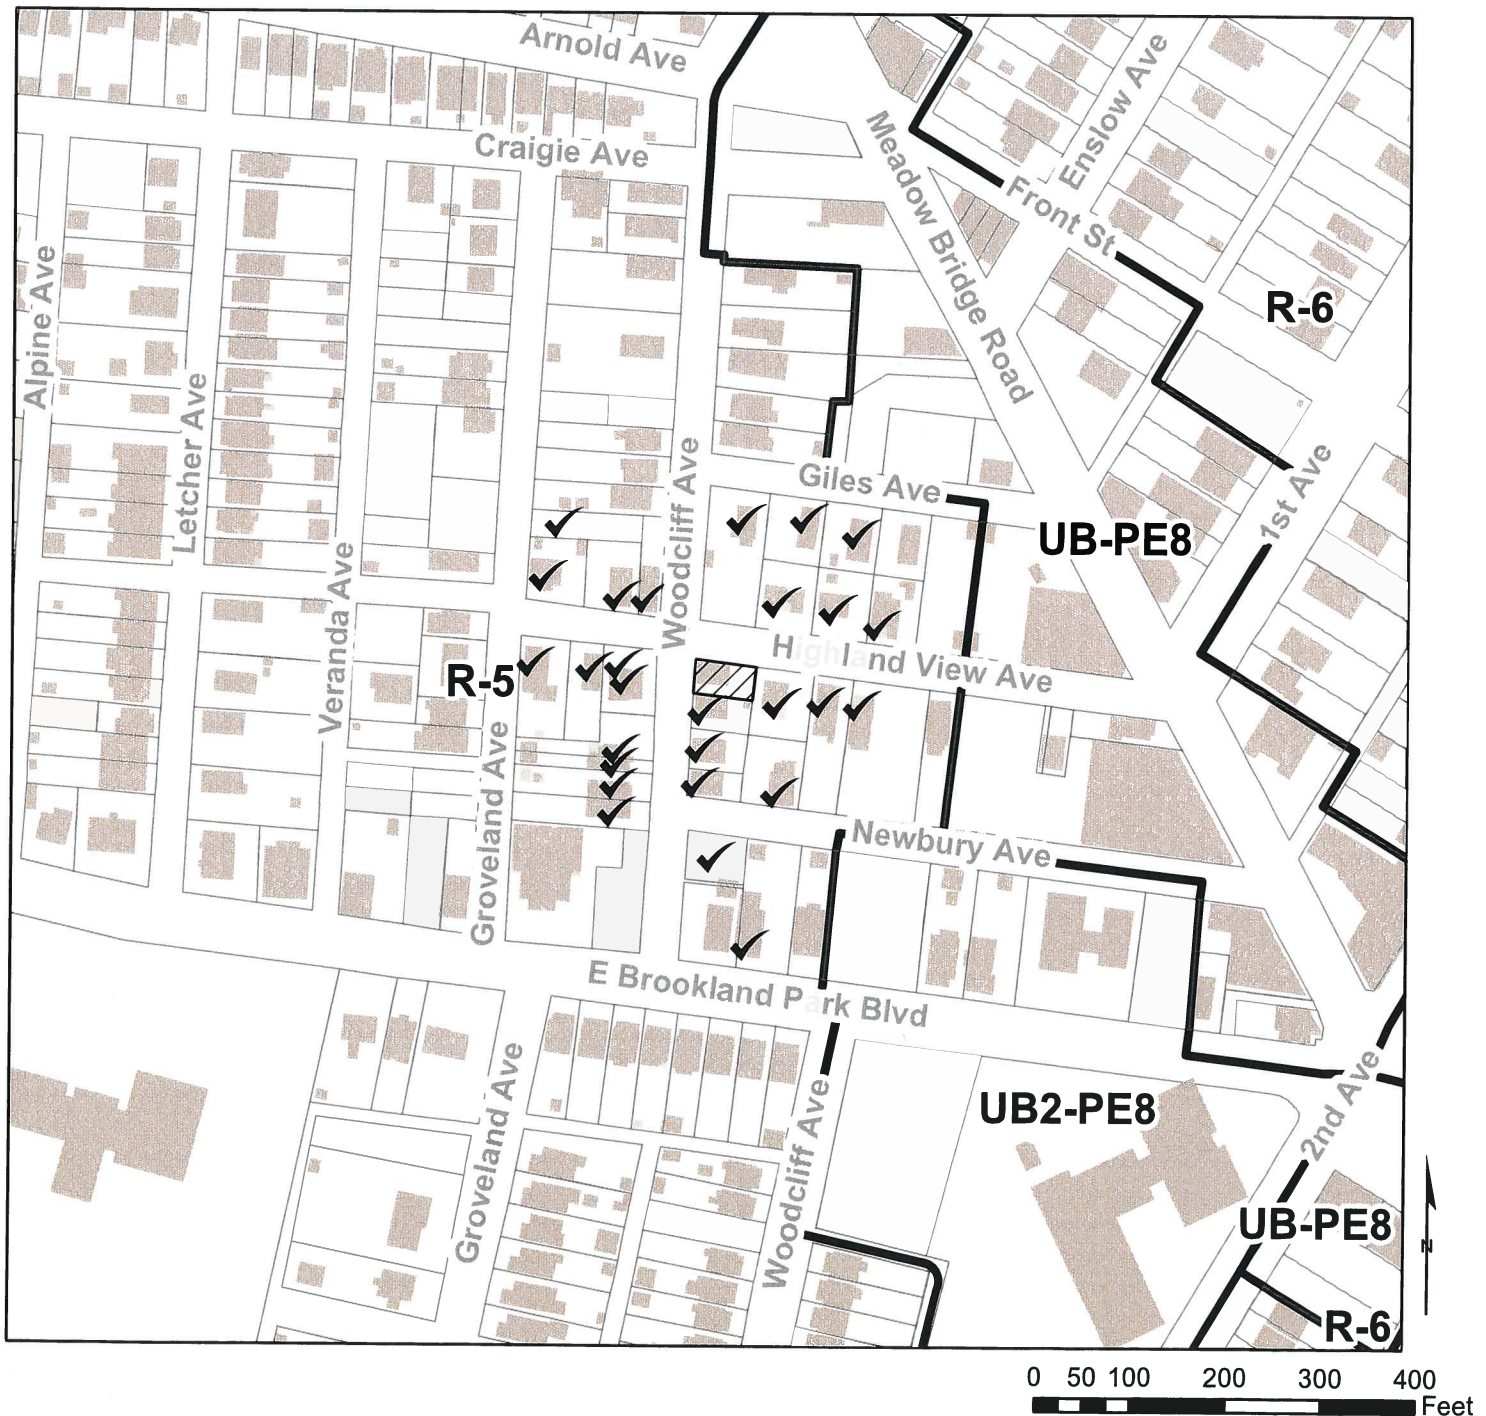 Arnold Ave
Craigie Ave
Meadow Bridge Road
Enslow Ave
Front St
Alpine Ave
R-6
Letcher Ave
Woodcliff Ave
Giles Ave
1st Ave
UB-PE8
Veranda Ave
Highland View Ave
R-5
Groveland Ave
Newbury Ave
E Brookland Park Blvd
Groveland Ave
Woodcliff Ave
UB2-PE8
2nd Ave
UB-PE8
N
R-6
0 50 100 200 300 400
Feet